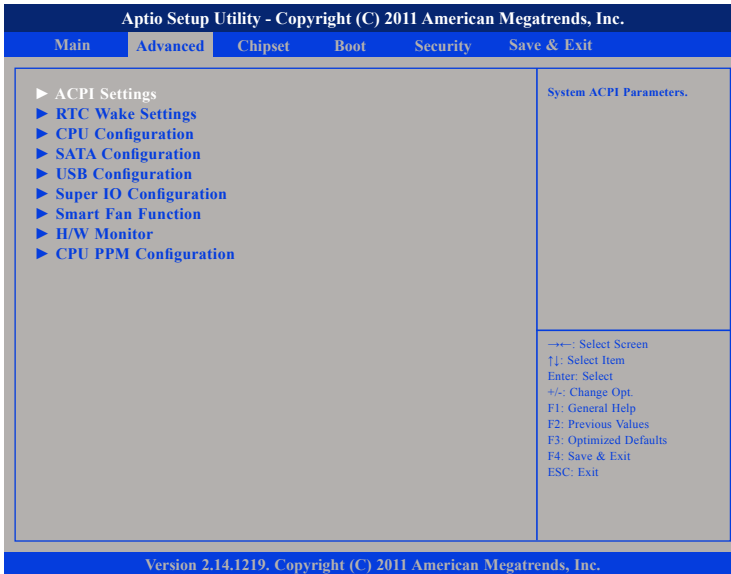 Aptio Setup Utility - Copyright (C) 2011 American Megatrends, Inc.
Main Advanced Chipset Boot Security Save & Exit
► ACPI Settings
► RTC Wake Settings
► CPU Configuration
► SATA Configuration
► USB Configuration
► Super IO Configuration
► Smart Fan Function
► H/W Monitor
► CPU PPM Configuration
System ACPI Parameters.
→←: Select Screen
↑↓: Select Item
Enter: Select
+/-: Change Opt.
F1: General Help
F2: Previous Values
F3: Optimized Defaults
F4: Save & Exit
ESC: Exit
Version 2.14.1219. Copyright (C) 2011 American Megatrends, Inc.